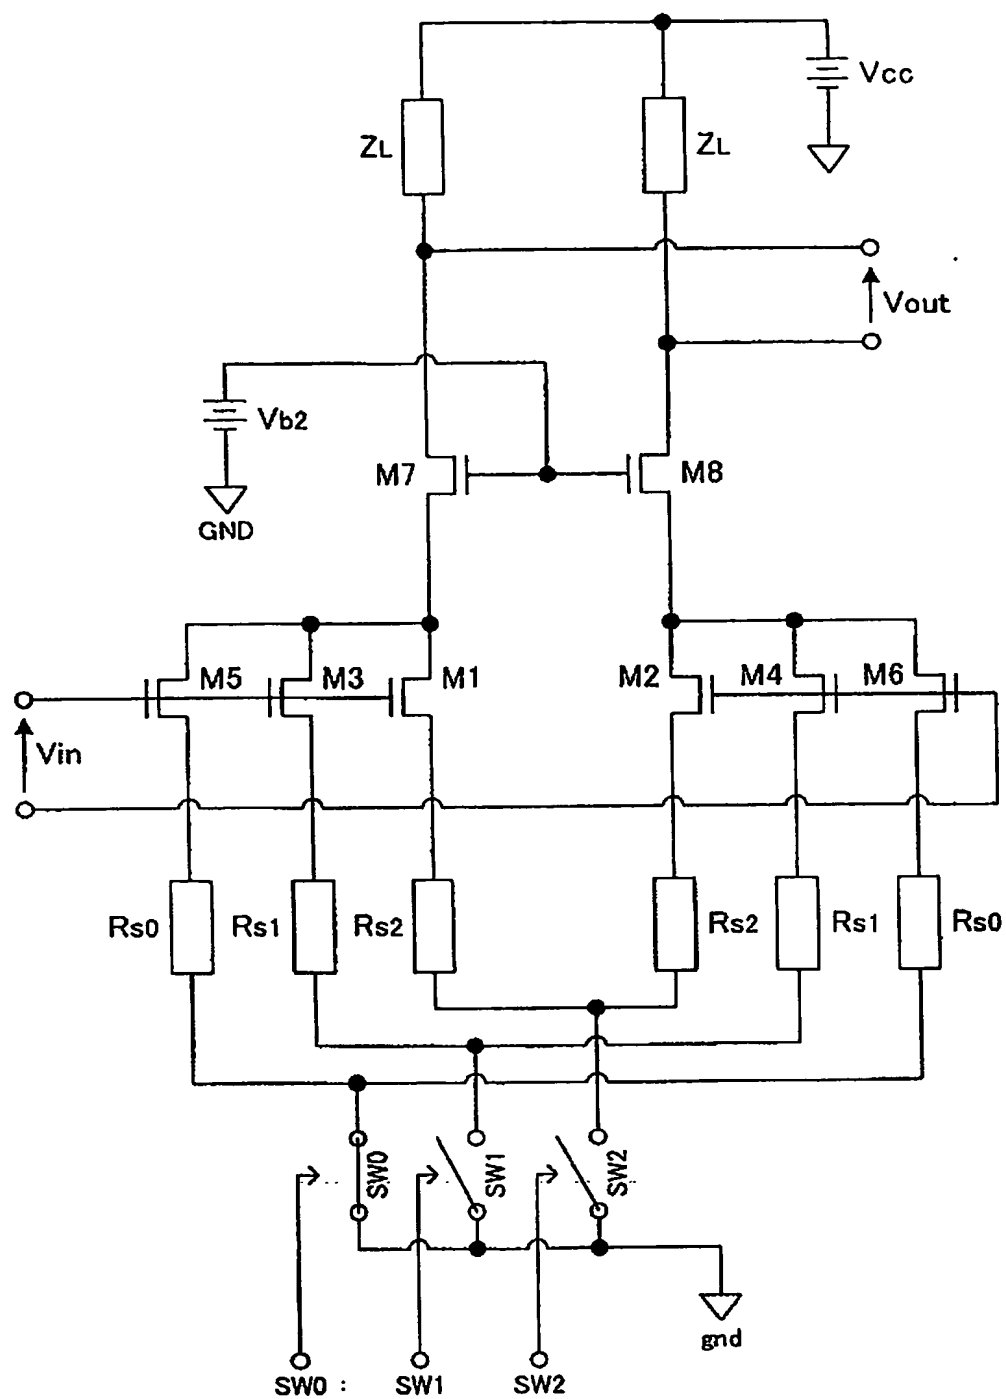 Vcc
ZL
ZL
Vout
Vb2
M7
M8
GND
M5
M3
M1
M2
M4
M6
Vin
Rs0
Rs1
Rs2
Rs2
Rs1
Rs0
SW0
SW1
SW2
gnd
SW0 :
SW1
SW2